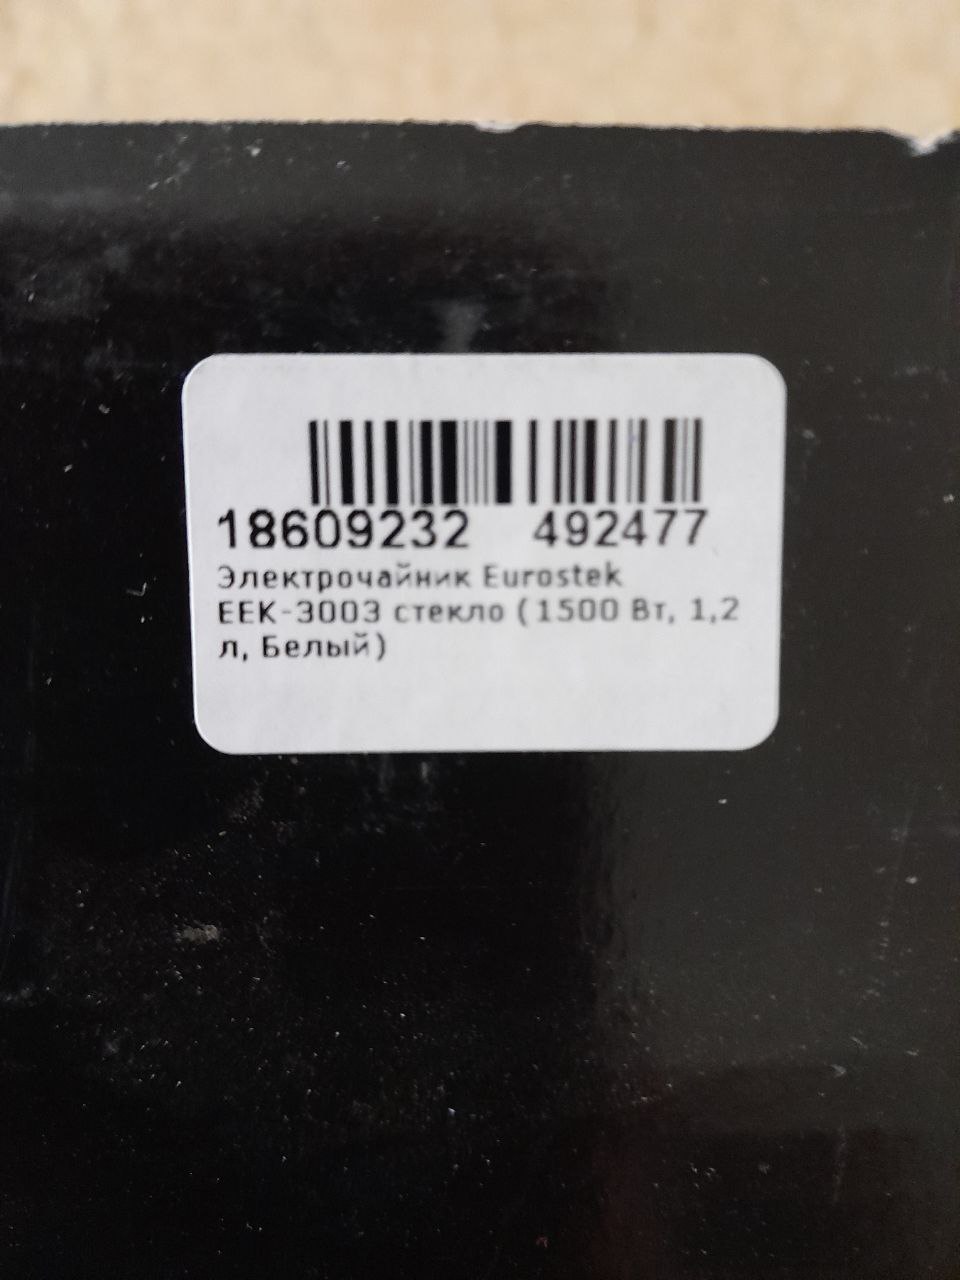 18609232 492477
Электрочайник Eurostek
EEK-3003 стекло (1500 Вт, 1,2
л, Белый)